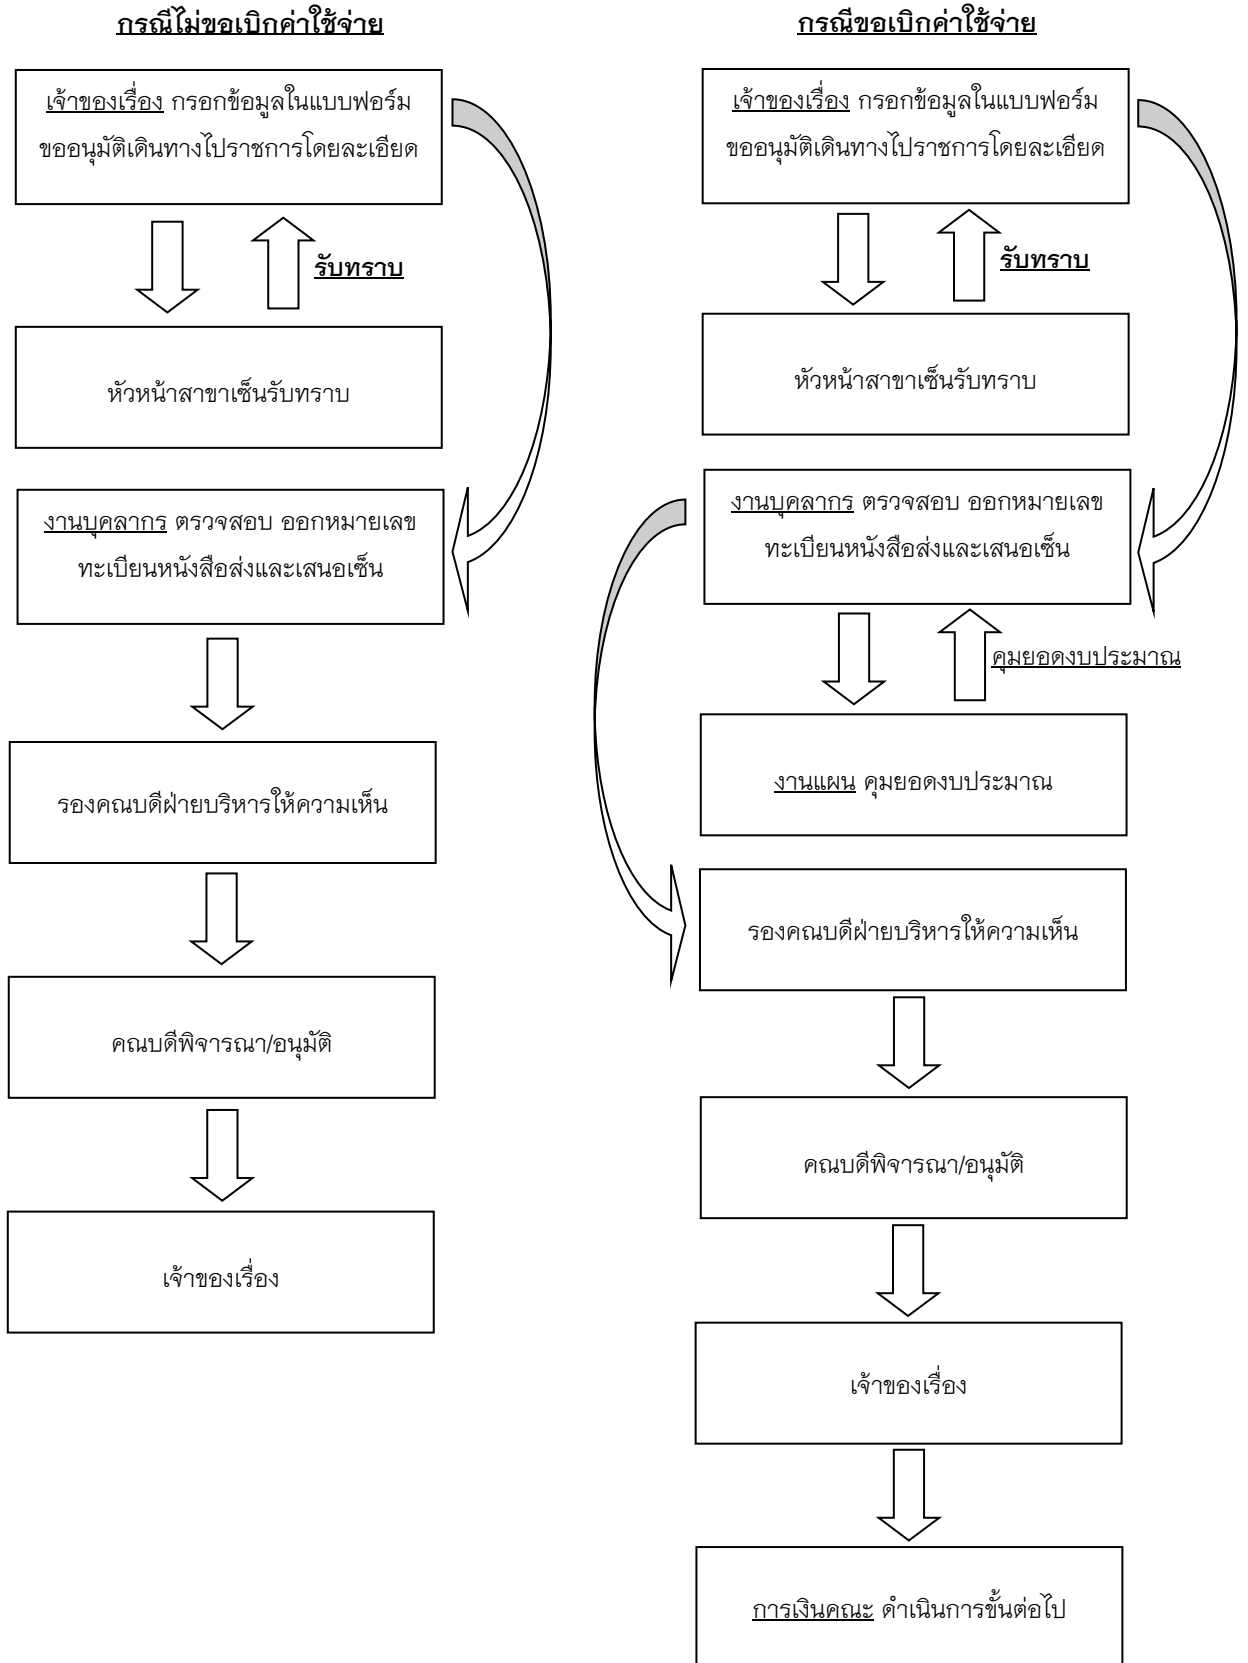 กรณีไม่ขอเบิกค่าใช้จ่าย
เจ้าของเรื่อง กรอกข้อมูลในแบบฟอร์ม
ขออนุมัติเดินทางไปราชการโดยละเอียด
รับทราบ
หัวหน้าสาขาเซ็นรับทราบ
งานบุคลากร ตรวจสอบ ออกหมายเลข
ทะเบียนหนังสือส่งและเสนอเซ็น
รองคณบดีฝ่ายบริหารให้ความเห็น
คณบดีพิจารณา/อนุมัติ
เจ้าของเรื่อง
กรณีขอเบิกค่าใช้จ่าย
เจ้าของเรื่อง กรอกข้อมูลในแบบฟอร์ม
ขออนุมัติเดินทางไปราชการโดยละเอียด
รับทราบ
หัวหน้าสาขาเซ็นรับทราบ
งานบุคลากร ตรวจสอบ ออกหมายเลข
ทะเบียนหนังสือส่งและเสนอเซ็น
คุมยอดงบประมาณ
งานแผน คุมยอดงบประมาณ
รองคณบดีฝ่ายบริหารให้ความเห็น
คณบดีพิจารณา/อนุมัติ
เจ้าของเรื่อง
การเงินคณะ ดำเนินการขั้นต่อไป